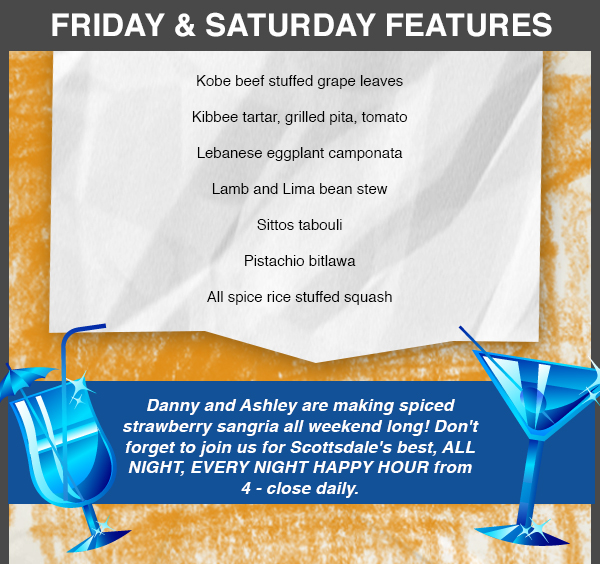 FRIDAY & SATURDAY FEATURES
Kobe beef stuffed grape leaves
Kibbee tartar, grilled pita, tomato
Lebanese eggplant camponata
Lamb and Lima bean stew
Sittos tabouli
Pistachio bitlawa
All spice rice stuffed squash
Danny and Ashley are making spiced
strawberry sangria all weekend long! Don't
forget to join us for Scottsdale's best, ALL
NIGHT, EVERY NIGHT HAPPY HOUR from
4 - close daily.